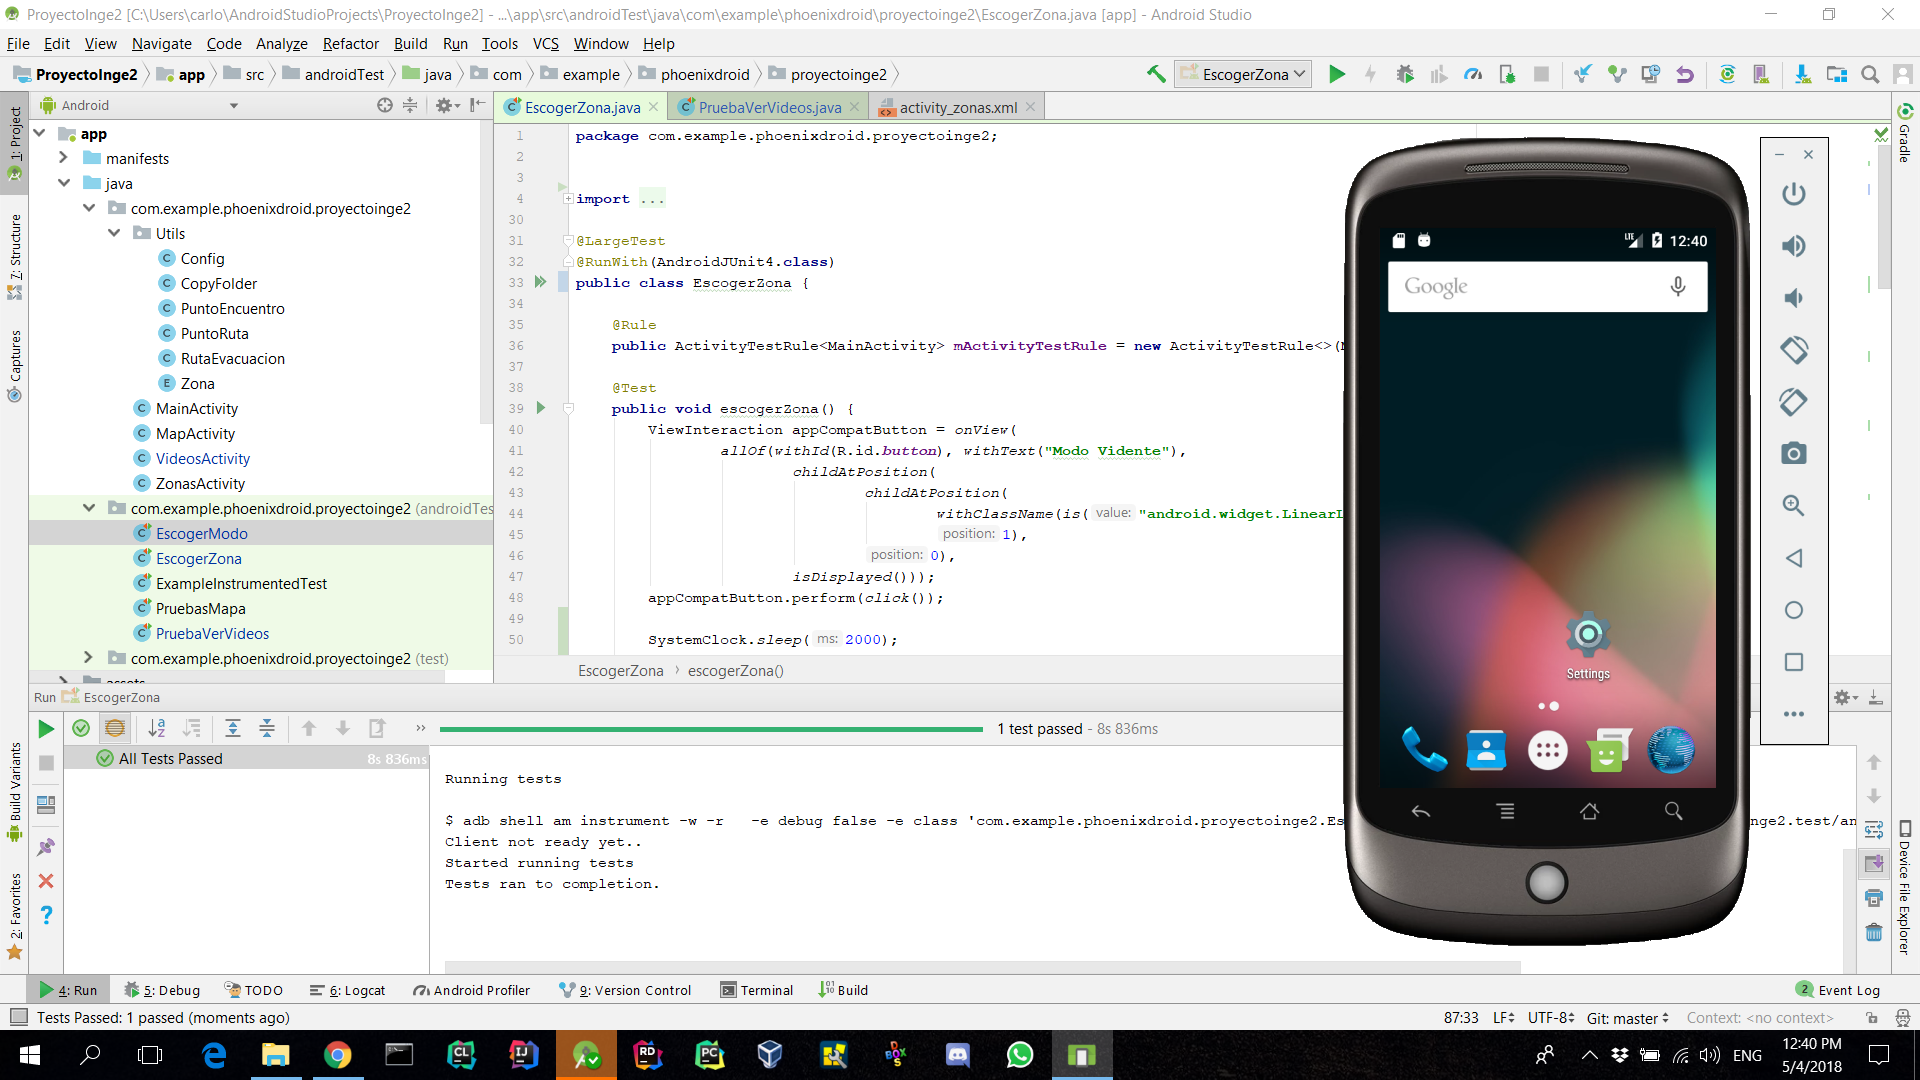 ProyectoInge2 [C:\Users\carlo\AndroidStudioProjects\ProyectoInge2] - ...\app\src\androidTest\java\com\example\phoenixdroid\proyectoinge2\EscogerZona.java [app] - Android Studio
File Edit View Navigate Code Analyze Refactor Build Run Tools VCS Window Help
ProyectoInge2 app src androidTest java com example phoenixdroid proyectoinge2 EscogerZona
Android
EscogerZona.java PruebaVerVideos.java activity_zonas.xml
1: Project
7: Structure
Captures
Build Variants
2: Favorites
app
manifests
java
com.example.phoenixdroid.proyectoinge2
Utils
Config
CopyFolder
PuntoEncuentro
PuntoRuta
RutaEvacuacion
Zona
MainActivity
MapActivity
VideosActivity
ZonasActivity
com.example.phoenixdroid.proyectoinge2 (androidTes
EscogerModo
EscogerZona
ExampleInstrumentedTest
PruebasMapa
PruebaVerVideos
com.example.phoenixdroid.proyectoinge2 (test)
assets
1 package com.example.phoenixdroid.proyectoinge2;
2
3
4 import ...
30
31 @LargeTest
32 @RunWith(AndroidJUnit4.class)
33 public class EscogerZona {
34
35 @Rule
36 public ActivityTestRule<MainActivity> mActivityTestRule = new ActivityTestRule<>(
37
38 @Test
39 public void escogerZona() {
40 ViewInteraction appCompatButton = onView(
41 allOf(withId(R.id.button), withText("Modo Vidente"),
42 childAtPosition(
43 childAtPosition(
44 withClassName(is( value: "android.widget.LinearL
45 position: 1),
46 position: 0),
47 isDisplayed()));
48 appCompatButton.perform(click());
49
50 SystemClock.sleep( ms: 2000);
EscogerZona escogerZona()
LTE 12:40
Google
Settings
Gradle
Device File Explorer
Run EscogerZona
1 test passed - 8s 836ms
All Tests Passed 8s 836ms
Running tests
$ adb shell am instrument -w -r -e debug false -e class 'com.example.phoenixdroid.proyectoinge2.Es
nge2.test/an
Client not ready yet..
Started running tests
Tests ran to completion.
4: Run 5: Debug TODO 6: Logcat Android Profiler 9: Version Control Terminal Build 2 Event Log
Tests Passed: 1 passed (moments ago) 87:33 LF UTF-8 Git: master Context: <no context>
ENG 12:40 PM
5/4/2018